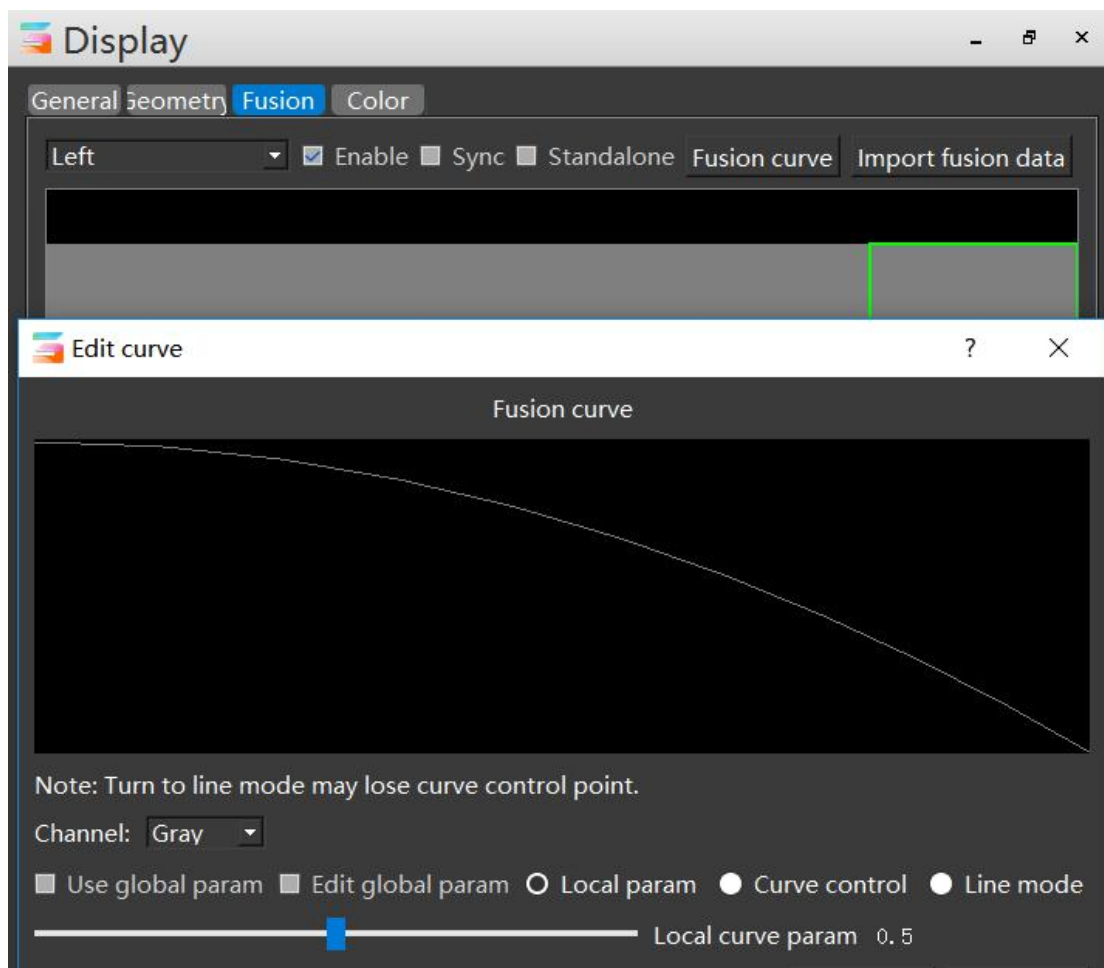 Display
General Geometry Fusion Color
Left Enable Sync Standalone Fusion curve Import fusion data
Edit curve ?
Fusion curve
Note: Turn to line mode may lose curve control point.
Channel: Gray
Use global param Edit global param Local param Curve control Line mode
Local curve param 0.5